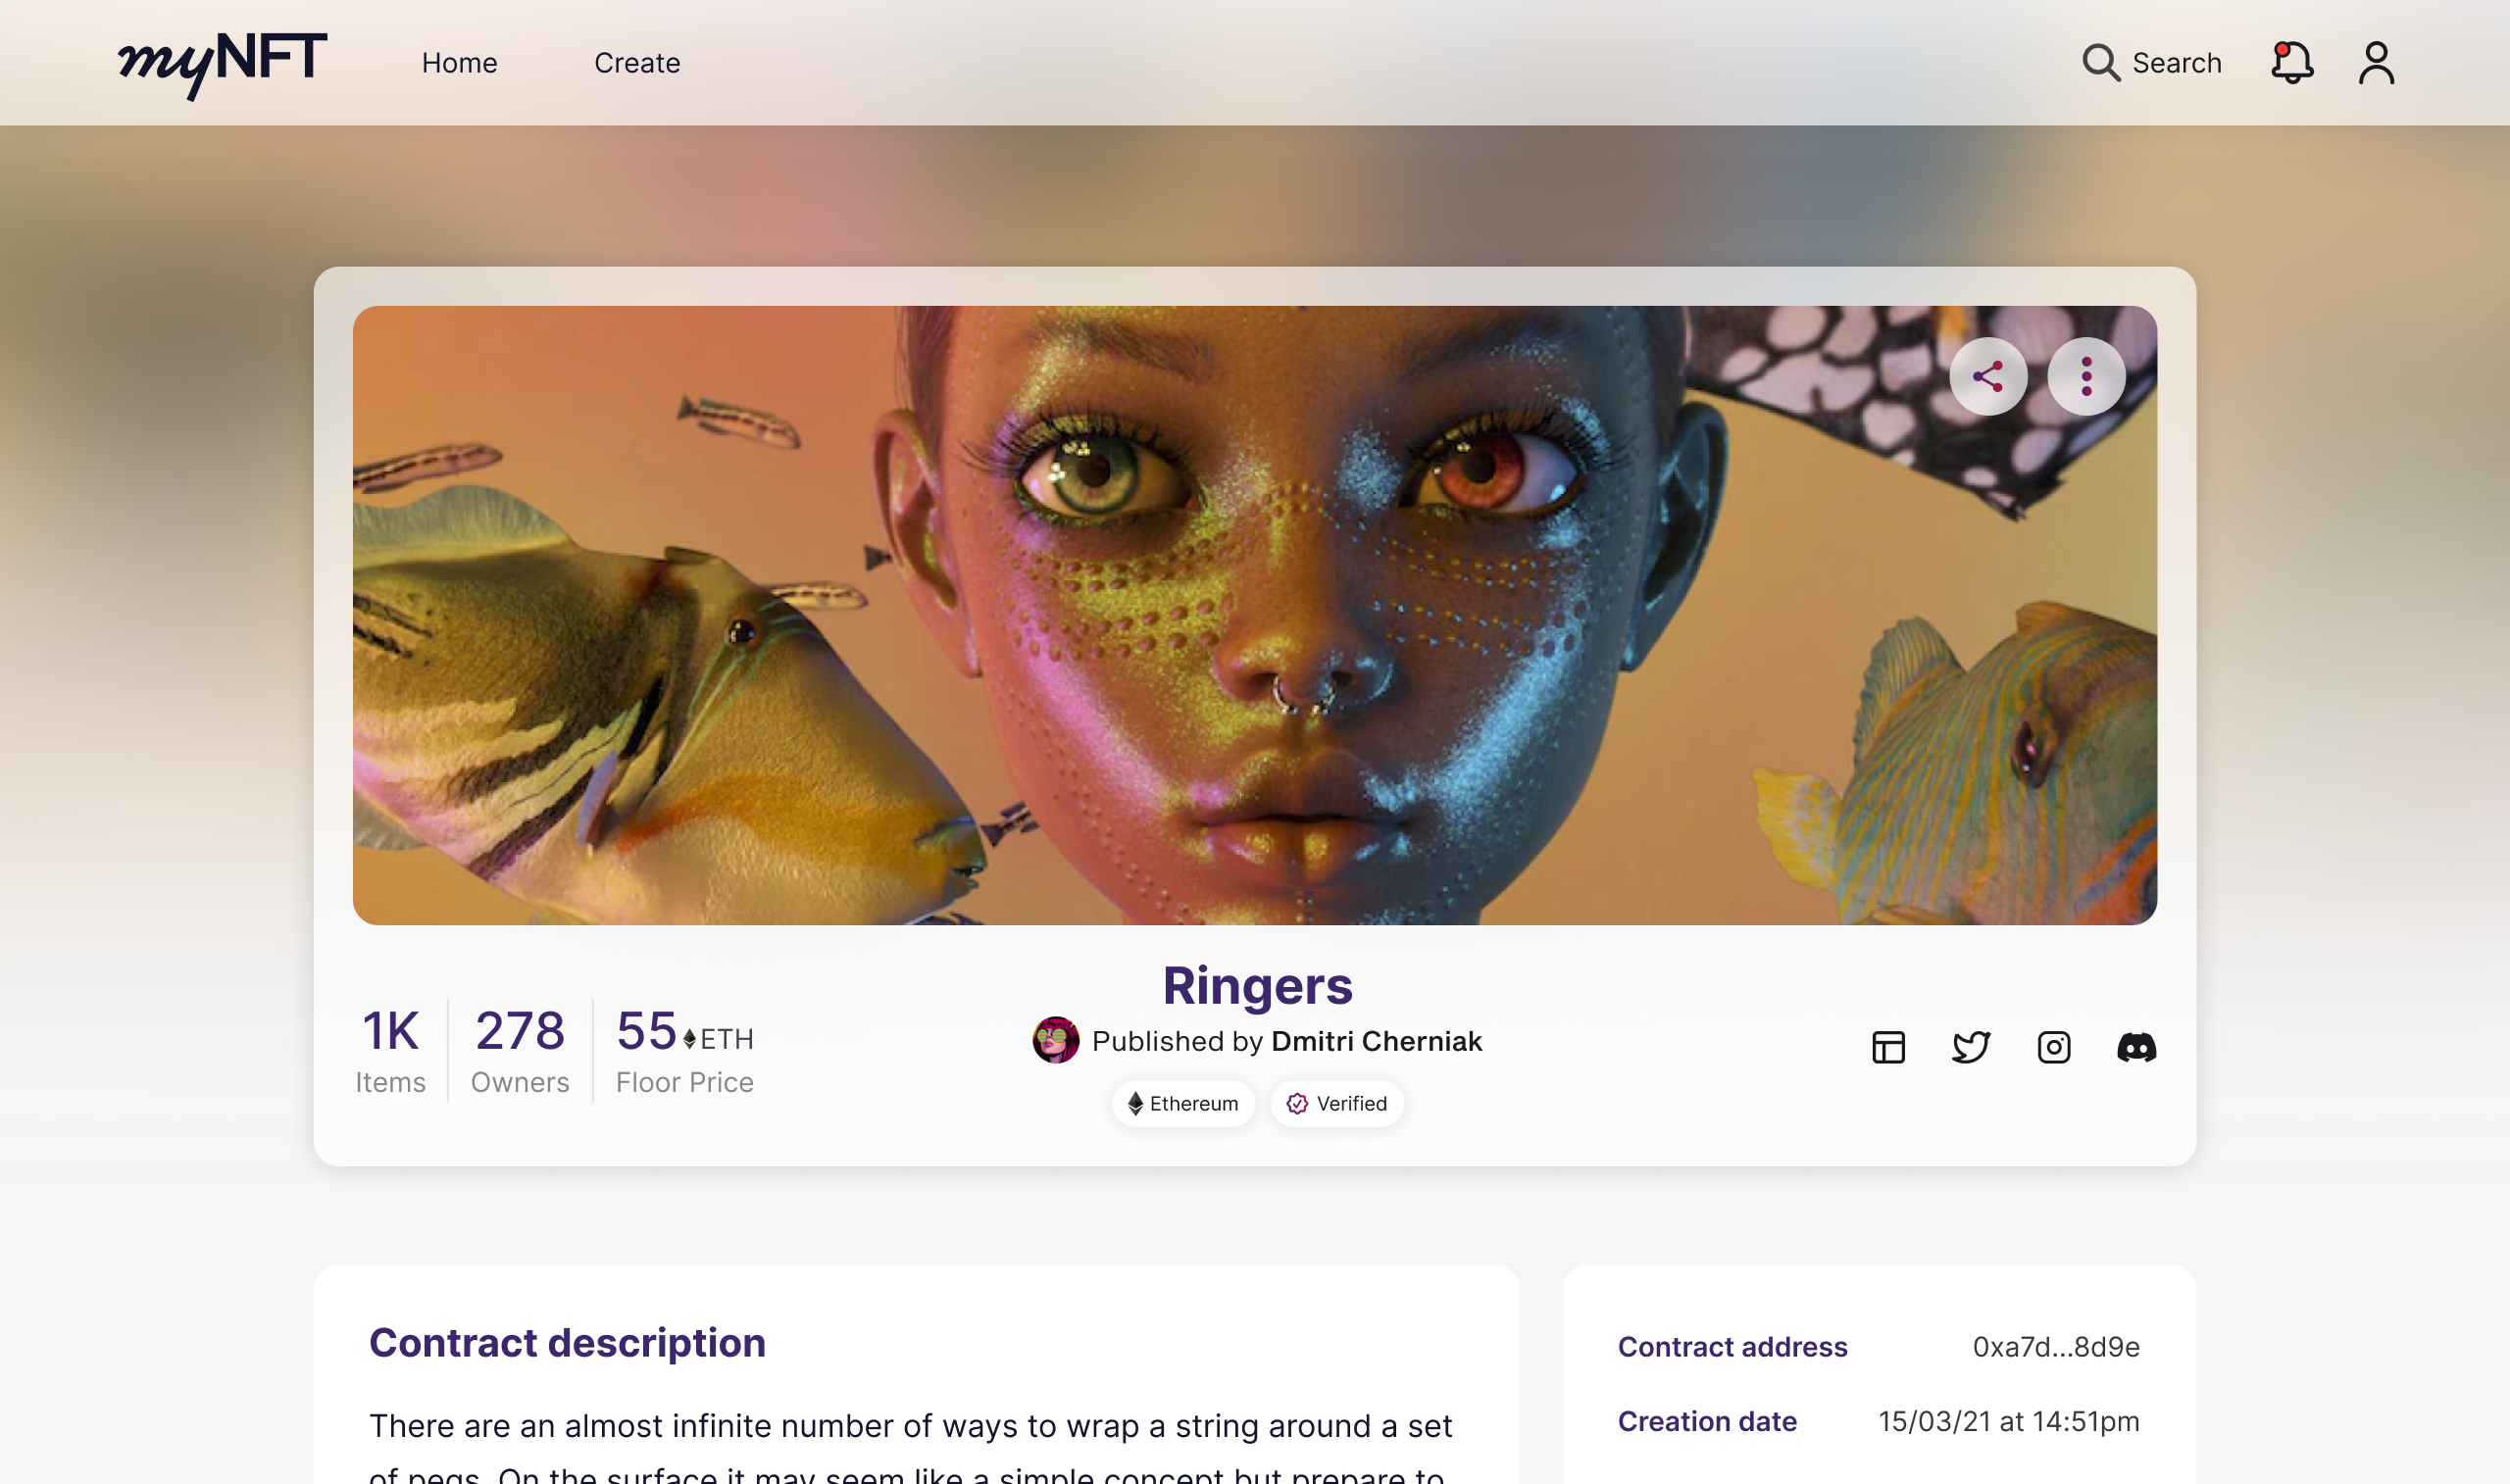 myNFT
Home
Create
Search
Ringers
1K
Items
278
Owners
55 ETH
Floor Price
Published by Dmitri Cherniak
Ethereum
Verified
Contract description
There are an almost infinite number of ways to wrap a string around a set
of pegs. On the surface it may seem like a simple concept but prepare to
Contract address
0xa7d...8d9e
Creation date
15/03/21 at 14:51pm